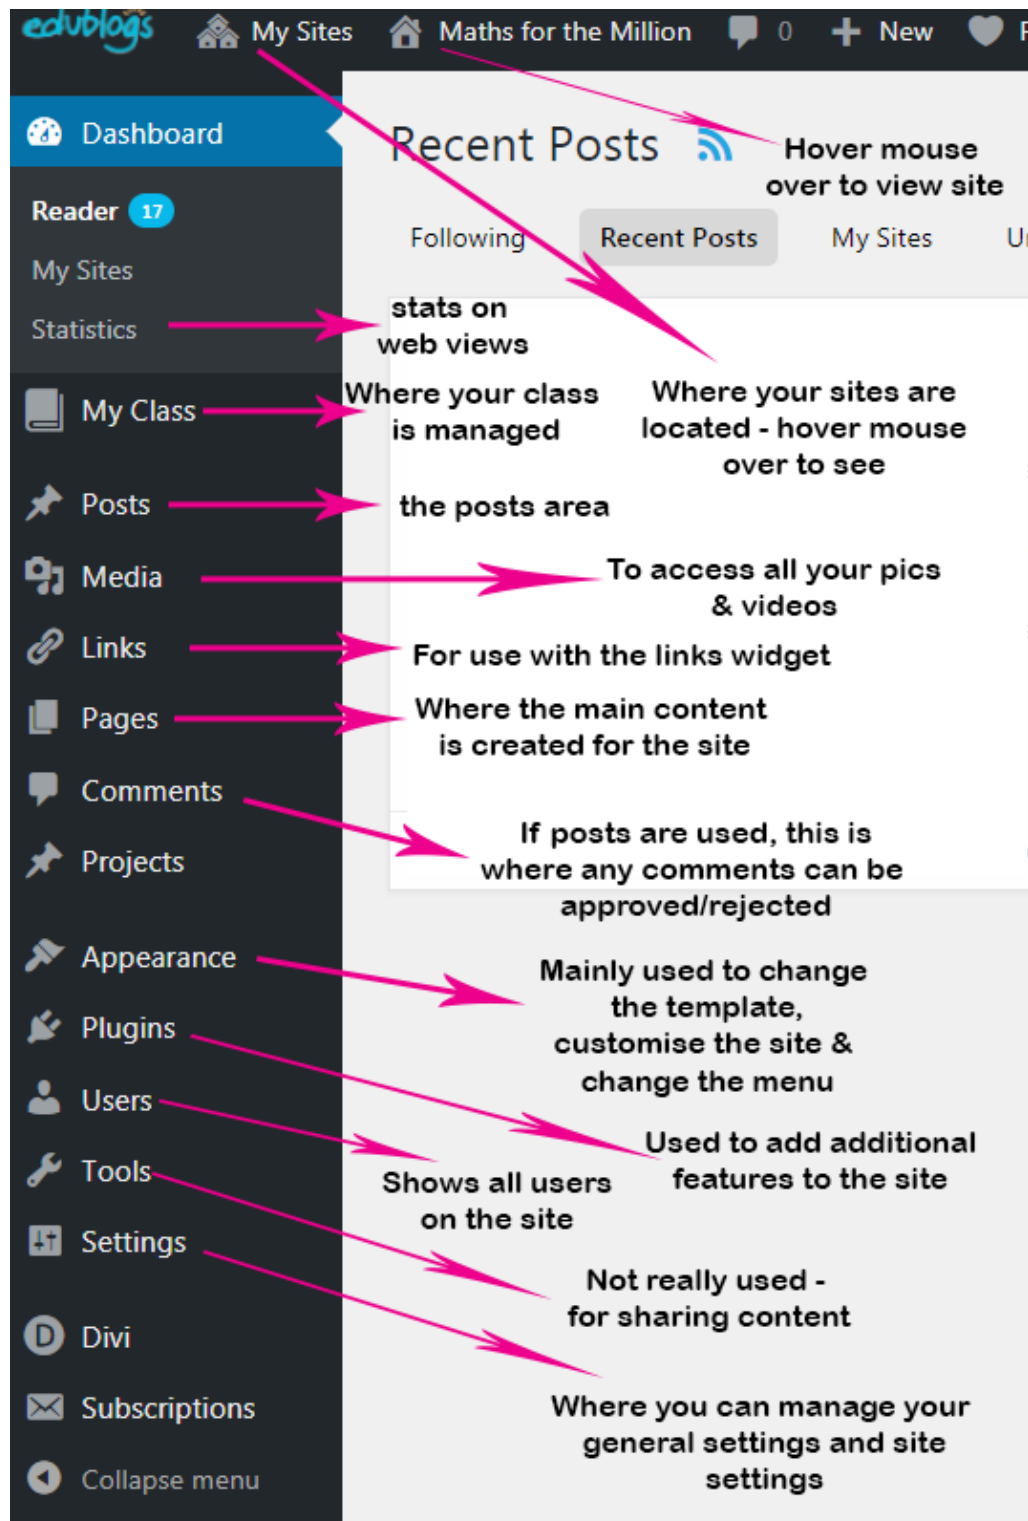 edublogs My Sites Maths for the Million 0 + New
Dashboard
Recent Posts
Hover mouse
over to view site
Reader 17
Following Recent Posts My Sites
My Sites
Statistics
stats on
web views
My Class
Where your class
is managed
Where your sites are
located - hover mouse
over to see
Posts
the posts area
Media
To access all your pics
& videos
Links
For use with the links widget
Pages
Where the main content
is created for the site
Comments
If posts are used, this is
where any comments can be
approved/rejected
Projects
Appearance
Mainly used to change
the template,
customise the site &
change the menu
Plugins
Used to add additional
features to the site
Users
Shows all users
on the site
Tools
Not really used -
for sharing content
Settings
Where you can manage your
general settings and site
settings
Divi
Subscriptions
Collapse menu